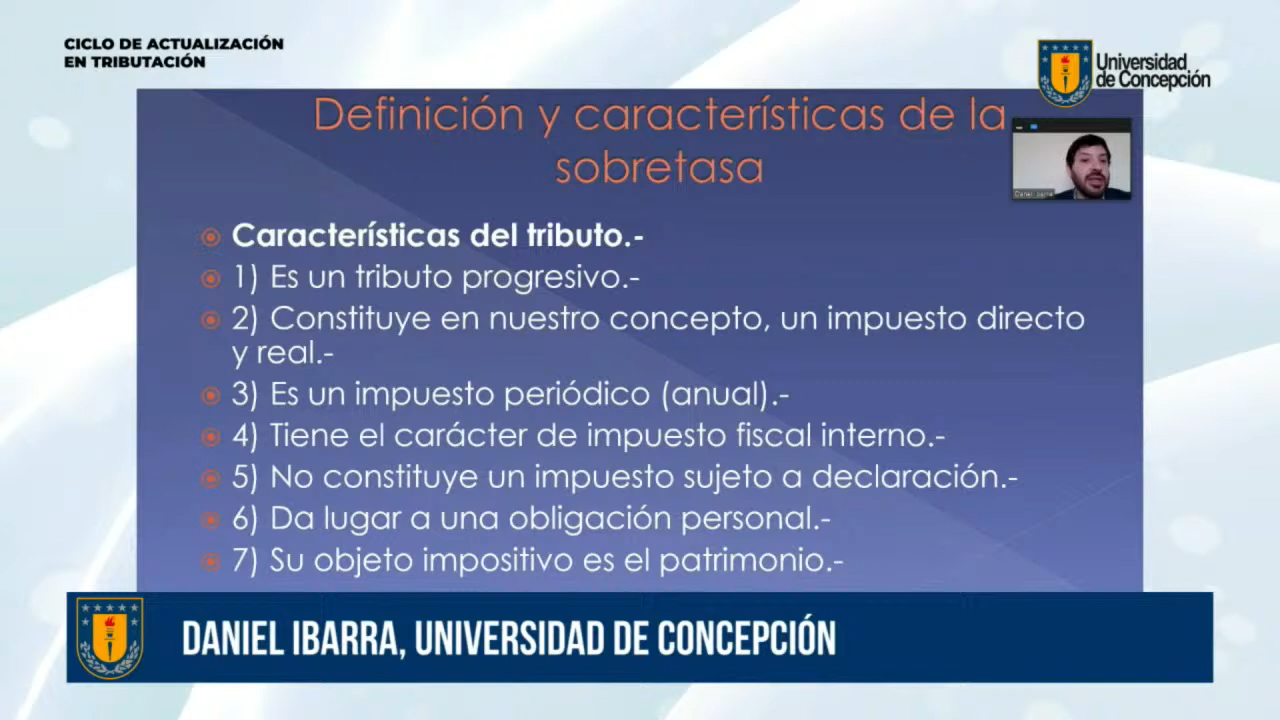 CICLO DE ACTUALIZACIÓN
EN TRIBUTACIÓN
Universidad
de Concepción
Definición y características de la
sobretasa
Daniel Ibarra
Características del tributo.-
1) Es un tributo progresivo.-
2) Constituye en nuestro concepto, un impuesto directo
y real.-
3) Es un impuesto periódico (anual).-
4) Tiene el carácter de impuesto fiscal interno.-
5) No constituye un impuesto sujeto a declaración.-
6) Da lugar a una obligación personal.-
7) Su objeto impositivo es el patrimonio.-
DANIEL IBARRA, UNIVERSIDAD DE CONCEPCIÓN